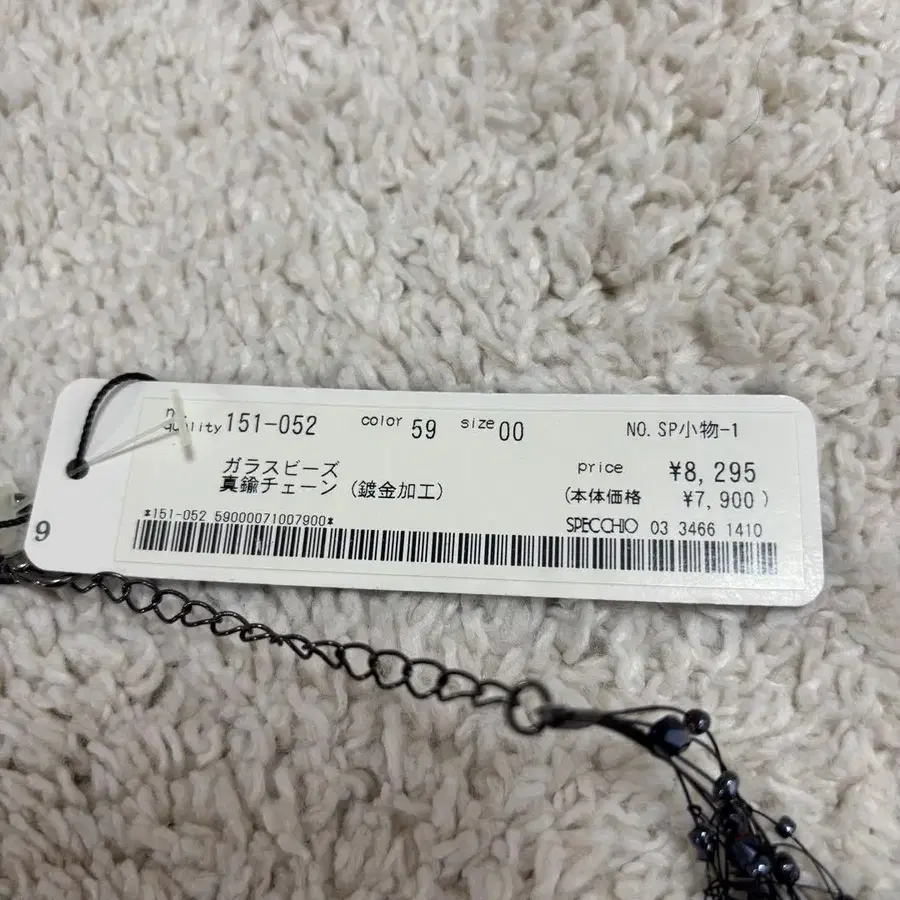 no. 151-052 color 59 size 00 NO. SP小物-1
quality
ガラスビーズ price ¥8,295
真鍮チェーン (鍍金加工) (本体価格 ¥7,900)
*151-052 59000071007900* SPECCHIO 03 3466 1410
9